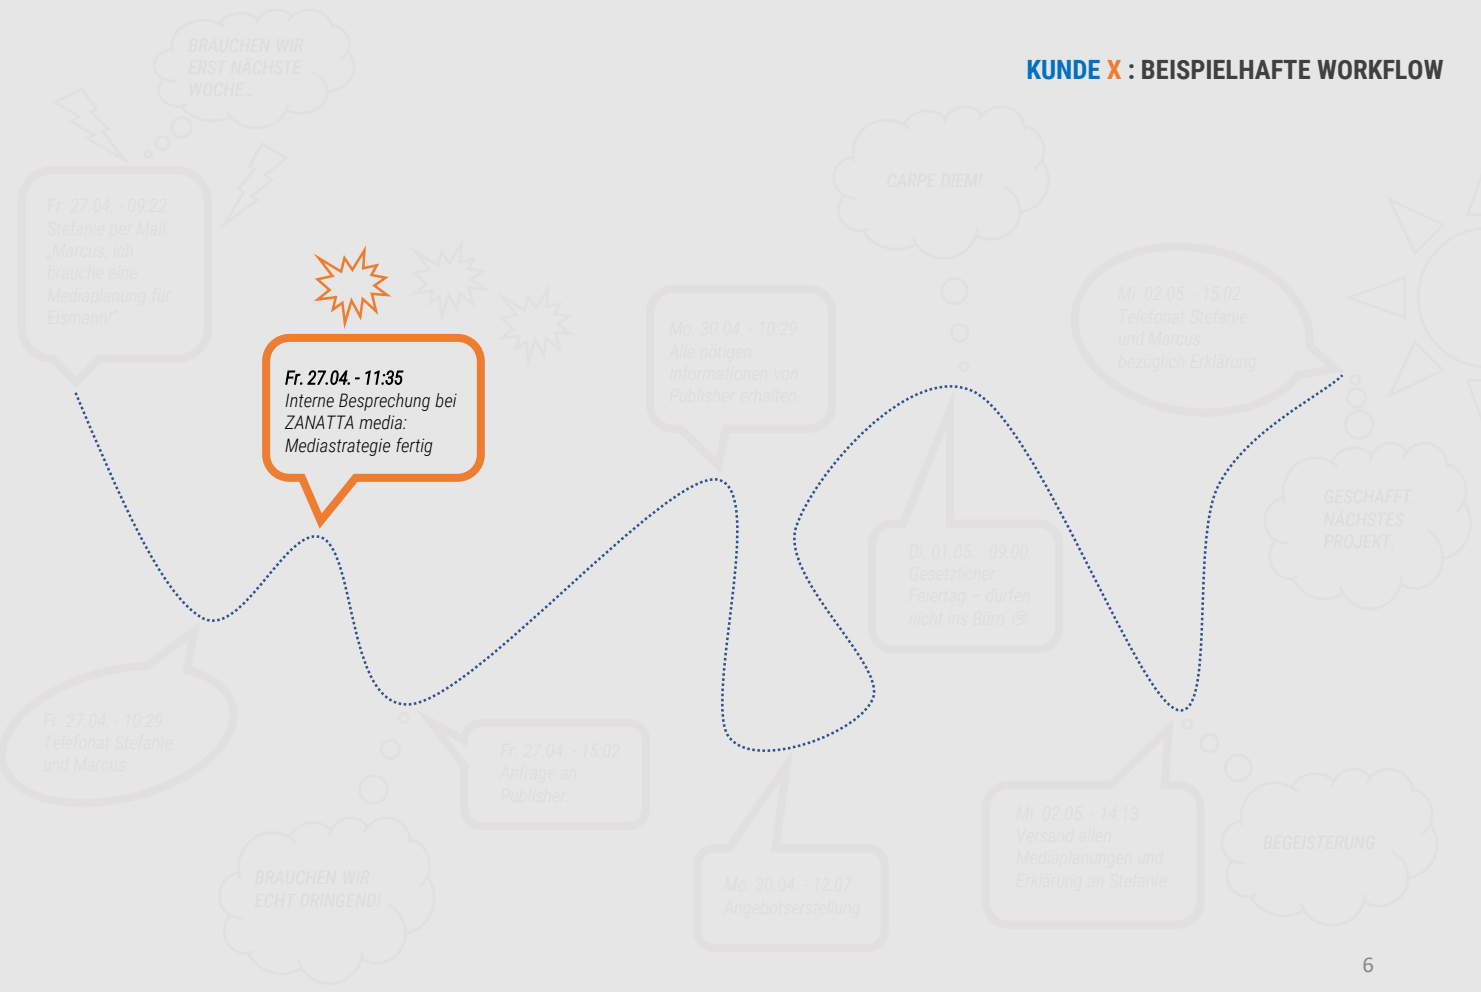 KUNDE X : BEISPIELHAFTE WORKFLOW
BRAUCHEN WIR
ERST NÄCHSTE
WOCHE…
Fr. 27.04. - 09:22
Stefanie per Mail:
„Marcus, ich
brauche eine
Mediaplanung für
Eismann!“
Fr. 27.04. - 10:29
Telefonat Stefanie
und Marcus
Fr. 27.04. - 11:35
Interne Besprechung bei
ZANATTA media:
Mediastrategie fertig
BRAUCHEN WIR
ECHT DRINGEND!
Fr. 27.04. - 15:02
Anfrage an
Publisher.
Mo. 30.04. - 10:29
Alle nötigen
Informationen von
Publisher erhalten.
Mo. 30.04. - 12:07
Angebotserstellung
CARPE DIEM!
Di. 01.05. - 09:00
Gesetzlicher
Feiertag – dürfen
nicht ins Büro ☹
Mi. 02.05. - 14:13
Versand allen
Mediaplanungen und
Erklärung an Stefanie
BEGEISTERUNG
Mi. 02.05. - 15:02
Telefonat Stefanie
und Marcus
bezüglich Erklärung
GESCHAFFT.
NÄCHSTES
PROJEKT.
6